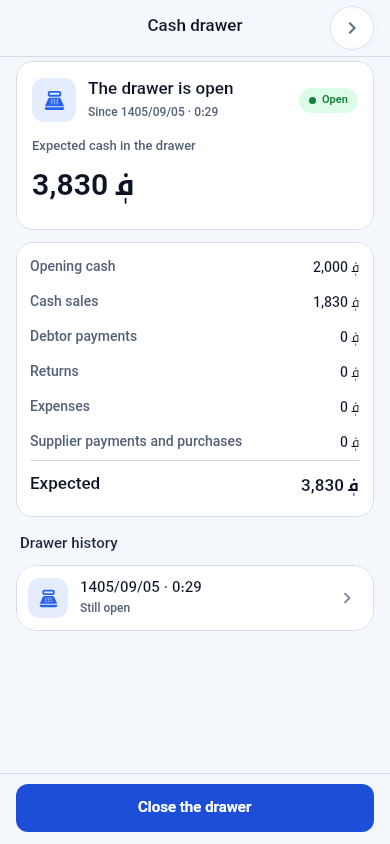 Cash drawer
The drawer is open
Since 1405/09/05 · 0:29
Open
Expected cash in the drawer
3,830 ؋
Opening cash 2,000 ؋
Cash sales 1,830 ؋
Debtor payments 0 ؋
Returns 0 ؋
Expenses 0 ؋
Supplier payments and purchases 0 ؋
Expected 3,830 ؋
Drawer history
1405/09/05 · 0:29
Still open
Close the drawer